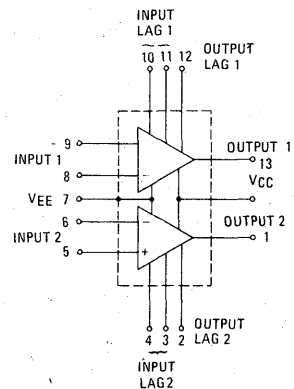 INPUT
LAG 1
10 11 12 OUTPUT
LAG 1
9
INPUT 1
8 −
OUTPUT 1
13
VEE 7
VCC
6 −
INPUT 2
5 +
OUTPUT 2
1
4 3 2 OUTPUT
LAG 2
INPUT
LAG2